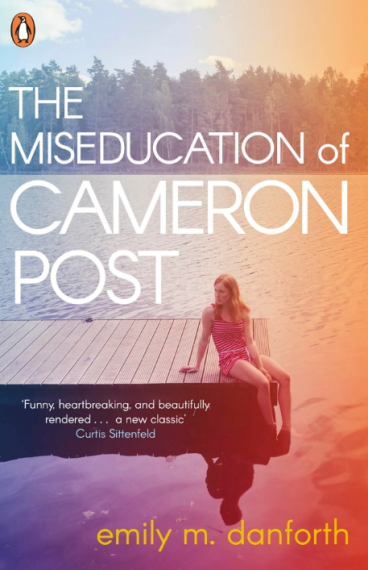 THE
MISEDUCATION of
CAMERON
POST
‘Funny, heartbreaking, and beautifully
rendered . . . a new classic’
Curtis Sittenfeld
emily m. danforth